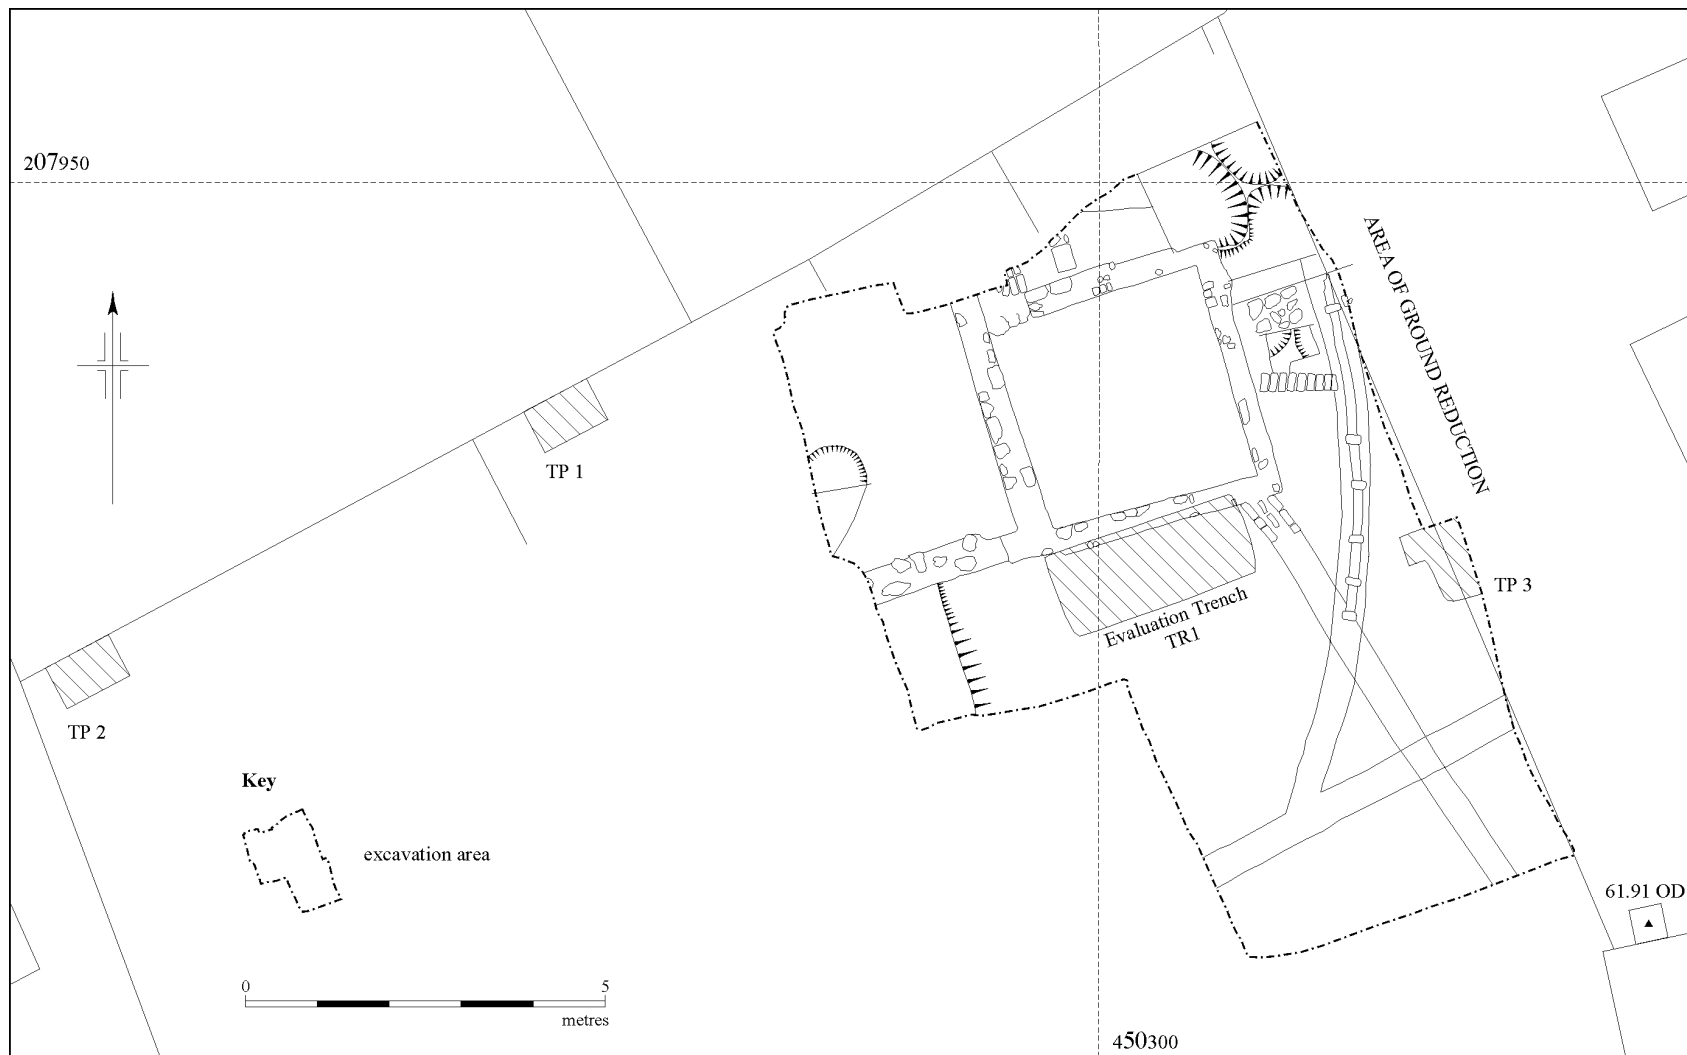 207950
AREA OF GROUND REDUCTION
TP 1
TP 3
Evaluation Trench
TR1
TP 2
Key
excavation area
61.91 OD
0 5
metres
450300